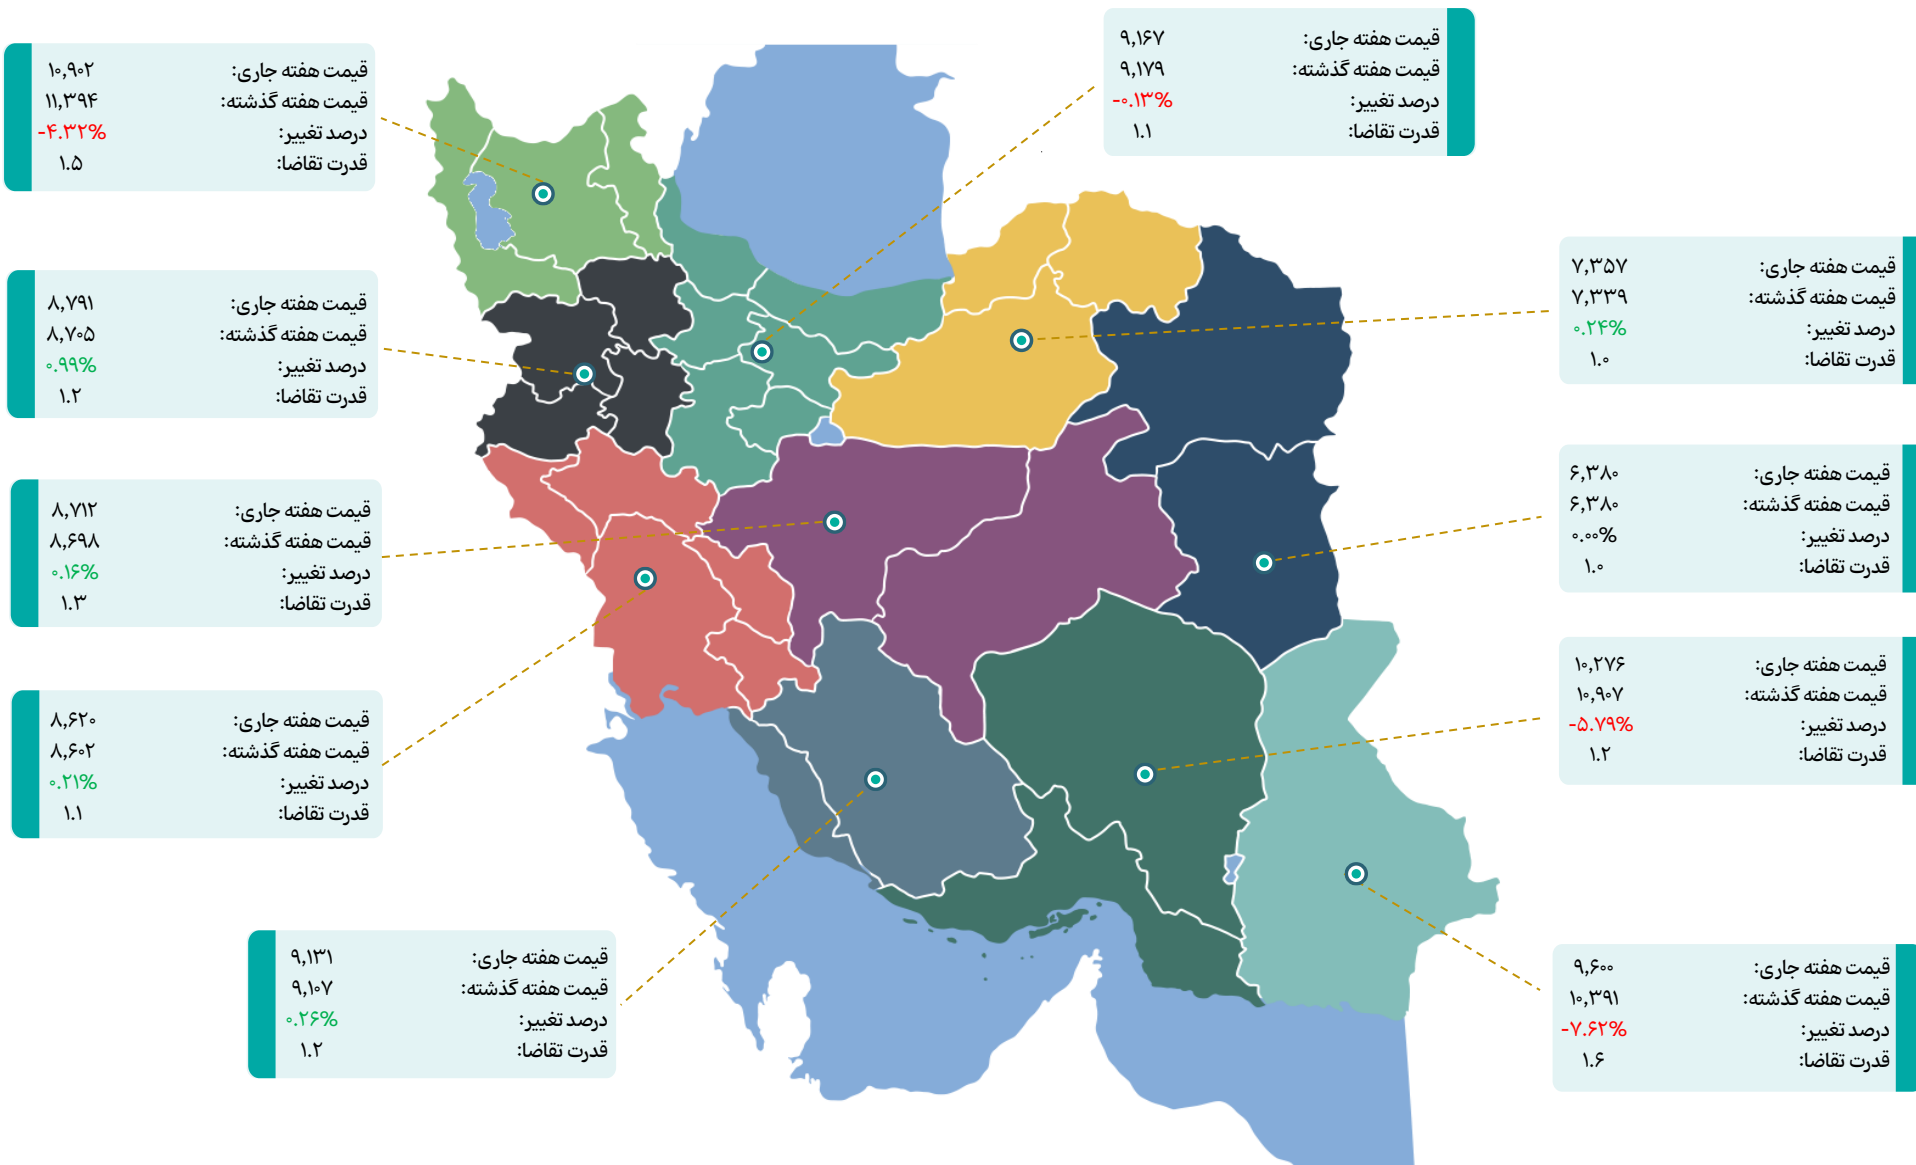 قیمت هفته جاری: ۱۰,۹۰۲
قیمت هفته گذشته: ۱۱,۳۹۴
درصد تغییر: -۴.۳۲%
قدرت تقاضا: ۱.۵
قیمت هفته جاری: ۹,۱۶۷
قیمت هفته گذشته: ۹,۱۷۹
درصد تغییر: -۰.۱۳%
قدرت تقاضا: ۱.۱
قیمت هفته جاری: ۷,۳۵۷
قیمت هفته گذشته: ۷,۳۳۹
درصد تغییر: ۰.۲۴%
قدرت تقاضا: ۱.۰
قیمت هفته جاری: ۸,۷۹۱
قیمت هفته گذشته: ۸,۷۰۵
درصد تغییر: ۰.۹۹%
قدرت تقاضا: ۱.۲
قیمت هفته جاری: ۶,۳۸۰
قیمت هفته گذشته: ۶,۳۸۰
درصد تغییر: ۰.۰۰%
قدرت تقاضا: ۱.۰
قیمت هفته جاری: ۸,۷۱۲
قیمت هفته گذشته: ۸,۶۹۸
درصد تغییر: ۰.۱۶%
قدرت تقاضا: ۱.۳
قیمت هفته جاری: ۱۰,۲۷۶
قیمت هفته گذشته: ۱۰,۹۰۷
درصد تغییر: -۵.۷۹%
قدرت تقاضا: ۱.۲
قیمت هفته جاری: ۸,۶۲۰
قیمت هفته گذشته: ۸,۶۰۲
درصد تغییر: ۰.۲۱%
قدرت تقاضا: ۱.۱
قیمت هفته جاری: ۹,۱۳۱
قیمت هفته گذشته: ۹,۱۰۷
درصد تغییر: ۰.۲۶%
قدرت تقاضا: ۱.۲
قیمت هفته جاری: ۹,۶۰۰
قیمت هفته گذشته: ۱۰,۳۹۱
درصد تغییر: -۷.۶۲%
قدرت تقاضا: ۱.۶